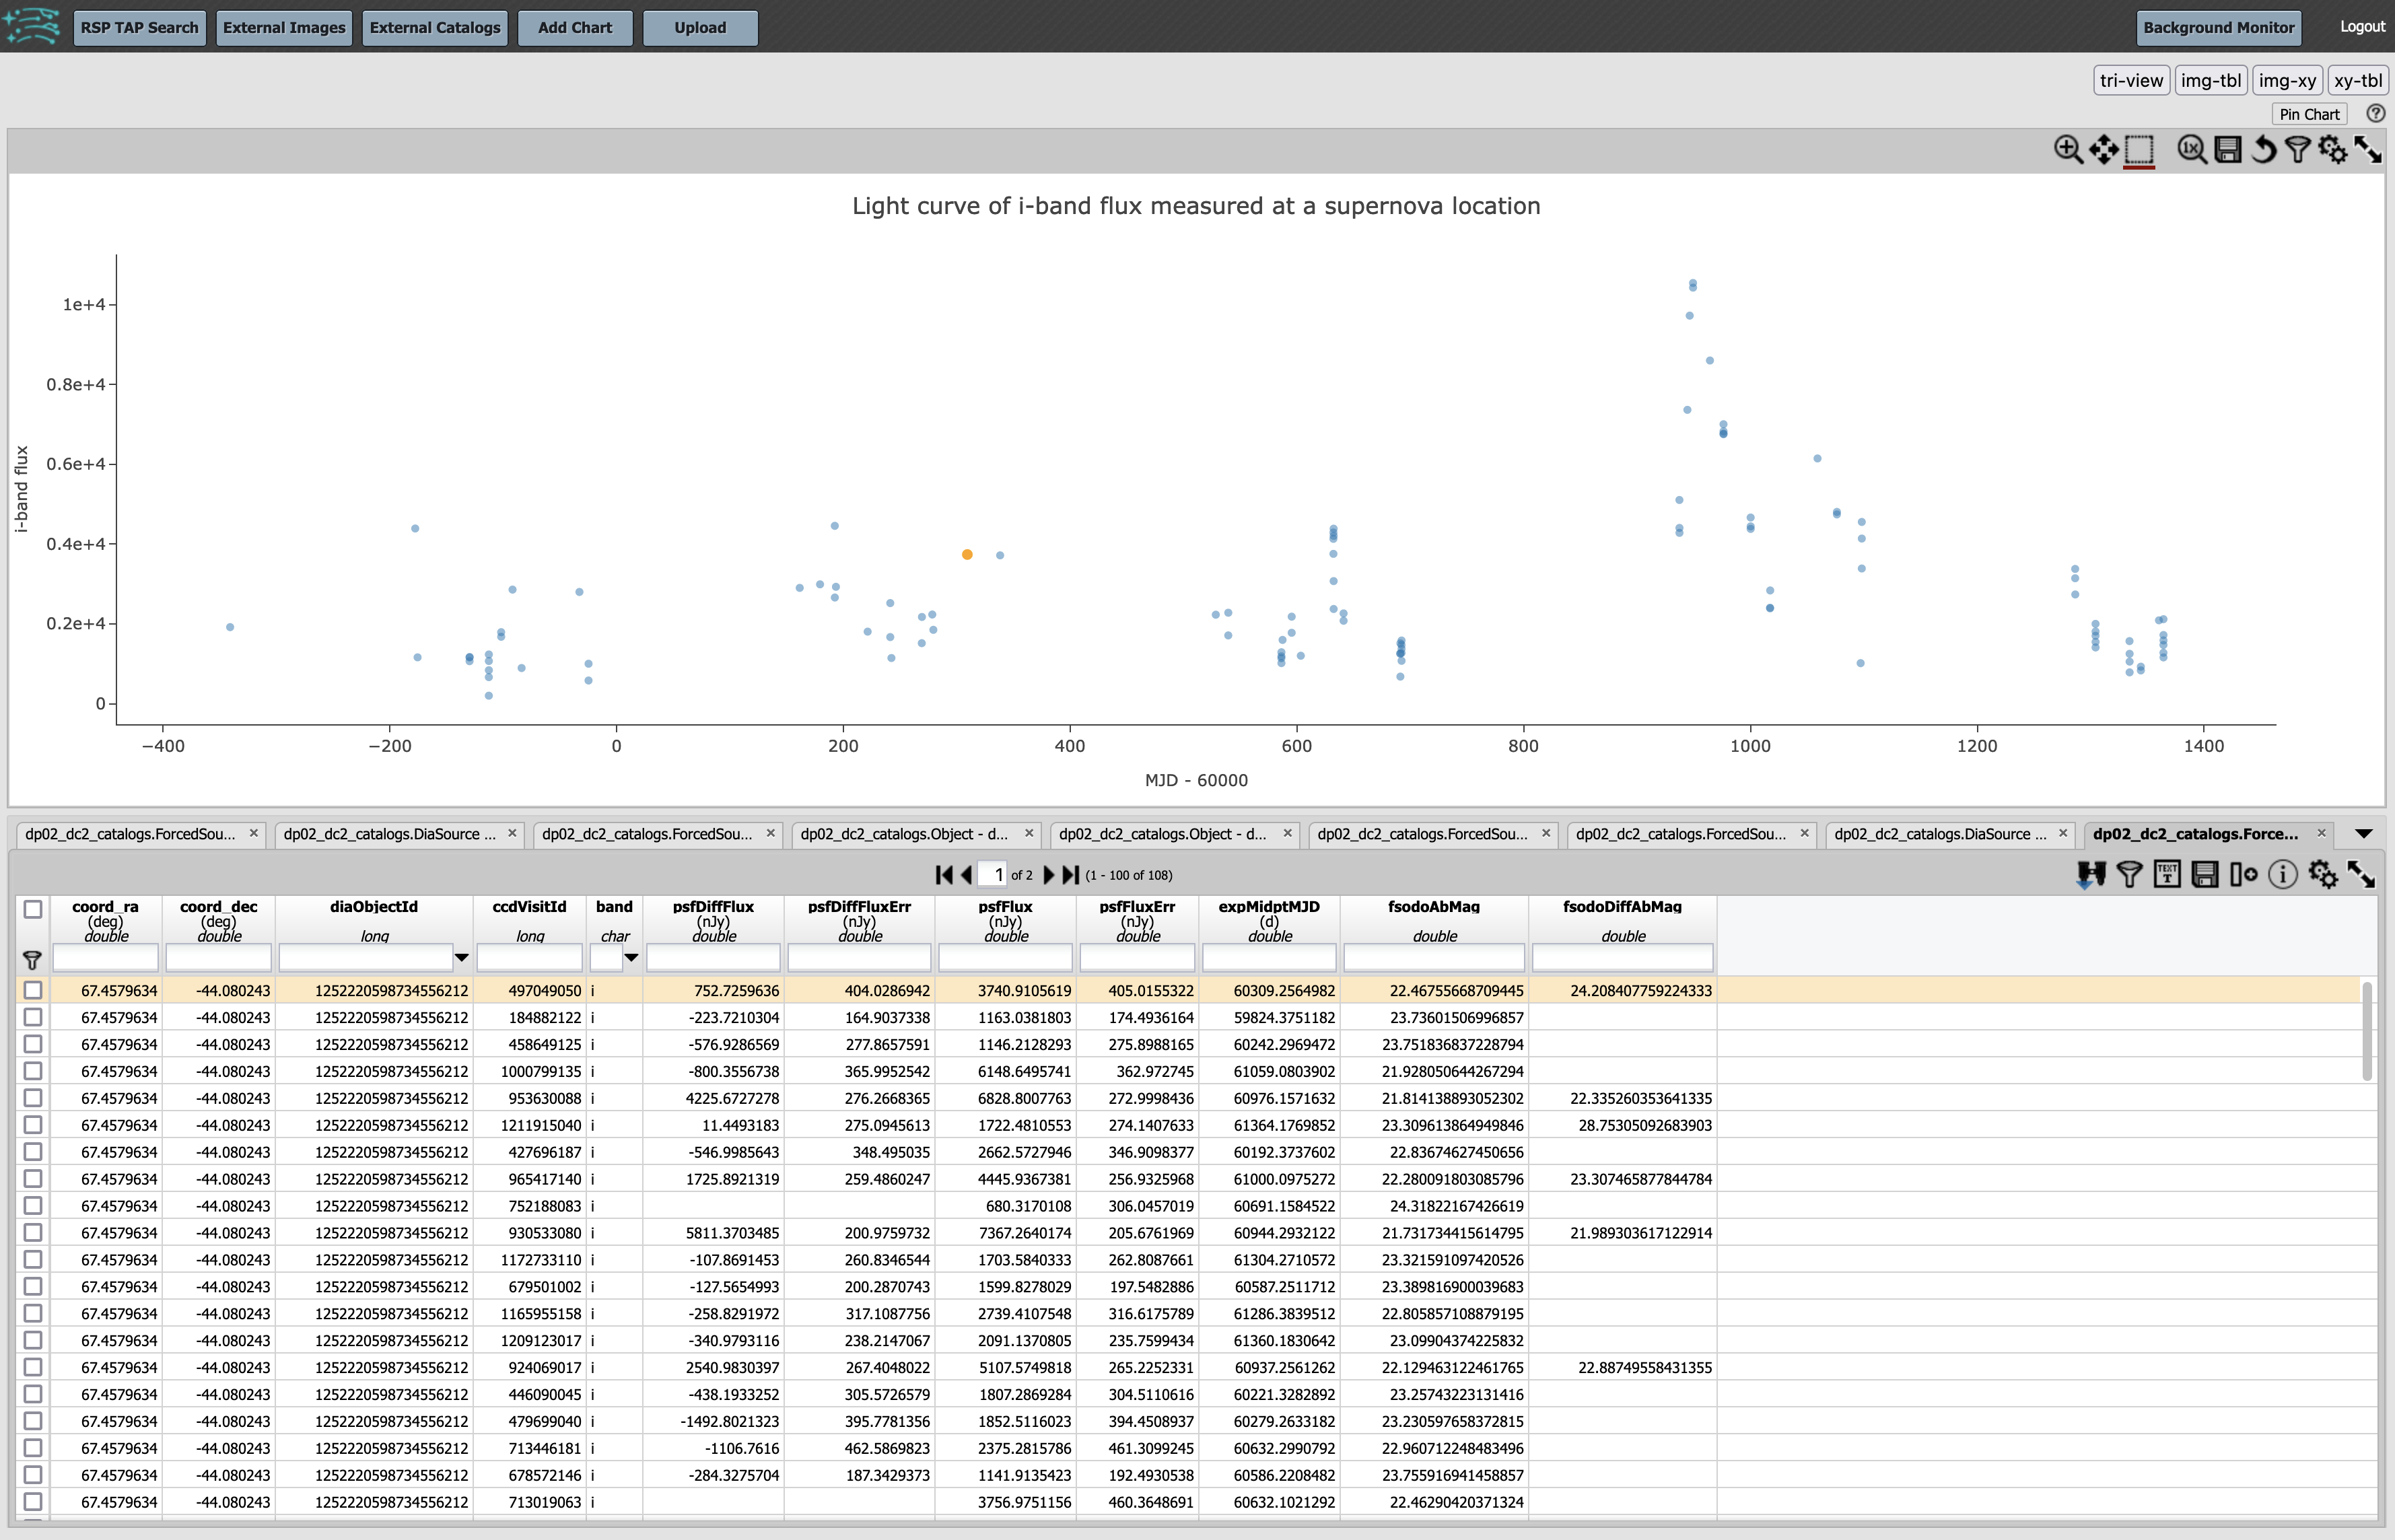 RSP TAP Search External Images External Catalogs Add Chart Upload Background Monitor Logout
tri-view img-tbl img-xy xy-tbl
Pin Chart ?
1x
Light curve of i-band flux measured at a supernova location
1e+4
0.8e+4
0.6e+4
0.4e+4
0.2e+4
0
i-band flux
−400 −200 0 200 400 600 800 1000 1200 1400
MJD - 60000
dp02_dc2_catalogs.ForcedSou... × dp02_dc2_catalogs.DiaSource ... × dp02_dc2_catalogs.ForcedSou... × dp02_dc2_catalogs.Object - d... × dp02_dc2_catalogs.Object - d... × dp02_dc2_catalogs.ForcedSou... × dp02_dc2_catalogs.ForcedSou... × dp02_dc2_catalogs.DiaSource ... × dp02_dc2_catalogs.Force... ×
1 of 2 (1 - 100 of 108) TEXT T i
coord_ra coord_dec diaObjectId ccdVisitId band psfDiffFlux psfDiffFluxErr psfFlux psfFluxErr expMidptMJD fsodoAbMag fsodoDiffAbMag
(deg) (deg) (nJy) (nJy) (nJy) (nJy) (d)
double double long long char double double double double double double double
67.4579634 -44.080243 1252220598734556212 497049050 i 752.7259636 404.0286942 3740.9105619 405.0155322 60309.2564982 22.46755668709445 24.208407759224333
67.4579634 -44.080243 1252220598734556212 184882122 i -223.7210304 164.9037338 1163.0381803 174.4936164 59824.3751182 23.73601506996857
67.4579634 -44.080243 1252220598734556212 458649125 i -576.9286569 277.8657591 1146.2128293 275.8988165 60242.2969472 23.751836837228794
67.4579634 -44.080243 1252220598734556212 1000799135 i -800.3556738 365.9952542 6148.6495741 362.972745 61059.0803902 21.928050644267294
67.4579634 -44.080243 1252220598734556212 953630088 i 4225.6727278 276.2668365 6828.8007763 272.9998436 60976.1571632 21.814138893052302 22.335260353641335
67.4579634 -44.080243 1252220598734556212 1211915040 i 11.4493183 275.0945613 1722.4810553 274.1407633 61364.1769852 23.309613864949846 28.75305092683903
67.4579634 -44.080243 1252220598734556212 427696187 i -546.9985643 348.495035 2662.5727946 346.9098377 60192.3737602 22.83674627450656
67.4579634 -44.080243 1252220598734556212 965417140 i 1725.8921319 259.4860247 4445.9367381 256.9325968 61000.0975272 22.280091803085796 23.307465877844784
67.4579634 -44.080243 1252220598734556212 752188083 i 680.3170108 306.0457019 60691.1584522 24.31822167426619
67.4579634 -44.080243 1252220598734556212 930533080 i 5811.3703485 200.9759732 7367.2640174 205.6761969 60944.2932122 21.731734415614795 21.989303617122914
67.4579634 -44.080243 1252220598734556212 1172733110 i -107.8691453 260.8346544 1703.5840333 262.8087661 61304.2710572 23.321591097420526
67.4579634 -44.080243 1252220598734556212 679501002 i -127.5654993 200.2870743 1599.8278029 197.5482886 60587.2511712 23.389816900039683
67.4579634 -44.080243 1252220598734556212 1165955158 i -258.8291972 317.1087756 2739.4107548 316.6175789 61286.3839512 22.805857108879195
67.4579634 -44.080243 1252220598734556212 1209123017 i -340.9793116 238.2147067 2091.1370805 235.7599434 61360.1830642 23.09904374225832
67.4579634 -44.080243 1252220598734556212 924069017 i 2540.9830397 267.4048022 5107.5749818 265.2252331 60937.2561262 22.129463122461765 22.88749558431355
67.4579634 -44.080243 1252220598734556212 446090045 i -438.1933252 305.5726579 1807.2869284 304.5110616 60221.3282892 23.25743223131416
67.4579634 -44.080243 1252220598734556212 479699040 i -1492.8021323 395.7781356 1852.5116023 394.4508937 60279.2633182 23.230597658372815
67.4579634 -44.080243 1252220598734556212 713446181 i -1106.7616 462.5869823 2375.2815786 461.3099245 60632.2990792 22.960712248483496
67.4579634 -44.080243 1252220598734556212 678572146 i -284.3275704 187.3429373 1141.9135423 192.4930538 60586.2208482 23.755916941458857
67.4579634 -44.080243 1252220598734556212 713019063 i 3756.9751156 460.3648691 60632.1021292 22.46290420371324